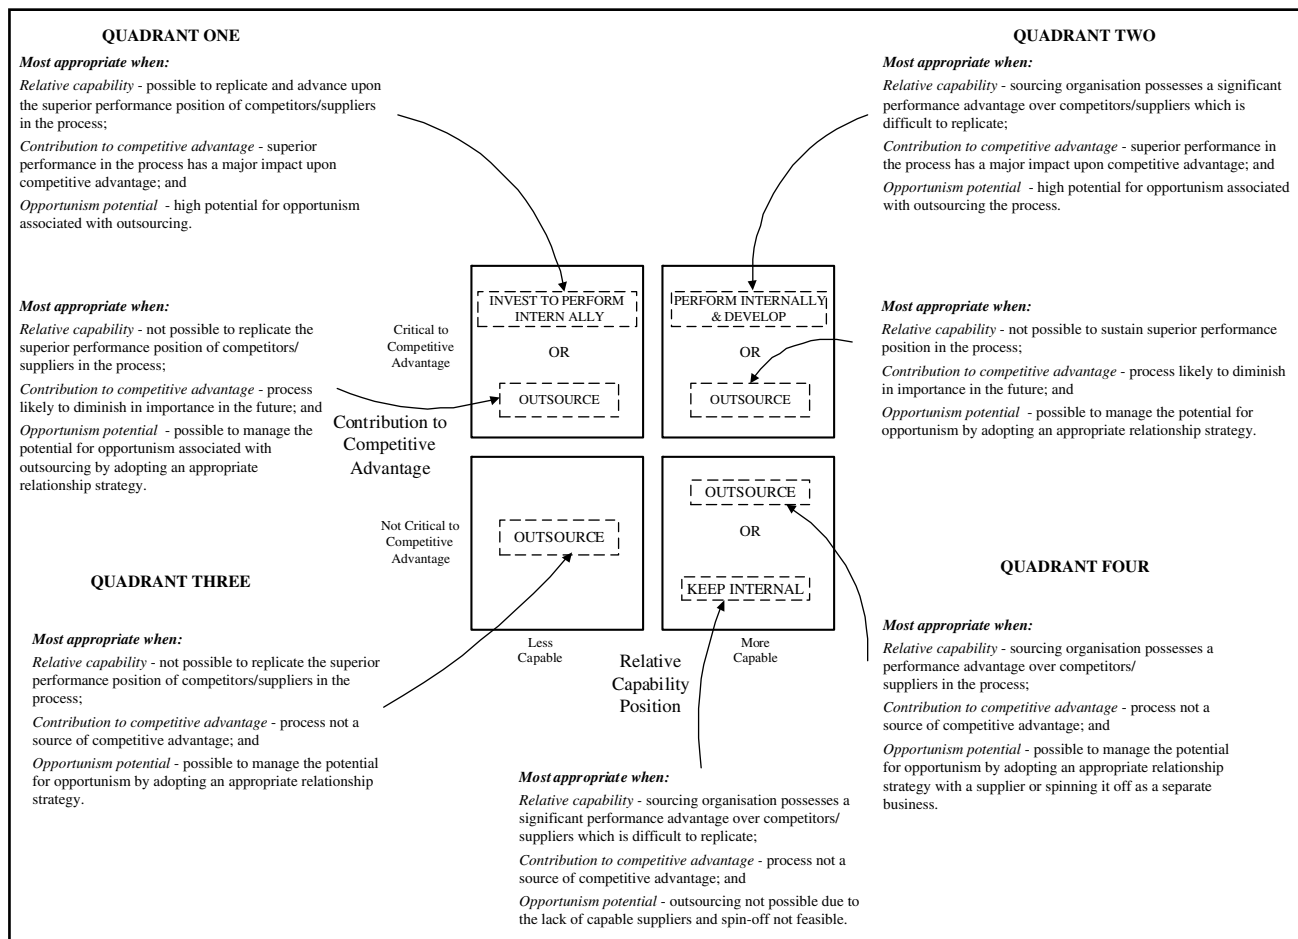 QUADRANT ONE
Most appropriate when:
Relative capability - possible to replicate and advance upon
the superior performance position of competitors/suppliers
in the process;
Contribution to competitive advantage - superior
performance in the process has a major impact upon
competitive advantage; and
Opportunism potential - high potential for opportunism
associated with outsourcing.
QUADRANT TWO
Most appropriate when:
Relative capability - sourcing organisation possesses a significant
performance advantage over competitors/suppliers which is
difficult to replicate;
Contribution to competitive advantage - superior performance in
the process has a major impact upon competitive advantage; and
Opportunism potential - high potential for opportunism associated
with outsourcing the process.
Most appropriate when:
Relative capability - not possible to replicate the
superior performance position of competitors/
suppliers in the process;
Contribution to competitive advantage - process
likely to diminish in importance in the future; and
Opportunism potential - possible to manage the
potential for opportunism associated with
outsourcing by adopting an appropriate
relationship strategy.
Critical to
Competitive
Advantage
INVEST TO PERFORM
INTERN ALLY
OR
OUTSOURCE
PERFORM INTERNALLY
& DEVELOP
OR
OUTSOURCE
Most appropriate when:
Relative capability - not possible to sustain superior performance
position in the process;
Contribution to competitive advantage - process likely to diminish
in importance in the future; and
Opportunism potential - possible to manage the potential for
opportunism by adopting an appropriate relationship strategy.
Contribution to
Competitive
Advantage
Not Critical to
Competitive
Advantage
OUTSOURCE
OUTSOURCE
OR
KEEP INTERNAL
Less
Capable
More
Capable
Relative
Capability
Position
QUADRANT THREE
Most appropriate when:
Relative capability - not possible to replicate the superior
performance position of competitors/suppliers in the
process;
Contribution to competitive advantage - process not a
source of competitive advantage; and
Opportunism potential - possible to manage the potential
for opportunism by adopting an appropriate relationship
strategy.
QUADRANT FOUR
Most appropriate when:
Relative capability - sourcing organisation possesses a
performance advantage over competitors/
suppliers in the process;
Contribution to competitive advantage - process not a
source of competitive advantage; and
Opportunism potential - possible to manage the potential
for opportunism by adopting an appropriate relationship
strategy with a supplier or spinning it off as a separate
business.
Most appropriate when:
Relative capability - sourcing organisation possesses a
significant performance advantage over competitors/
suppliers which is difficult to replicate;
Contribution to competitive advantage - process not a
source of competitive advantage; and
Opportunism potential - outsourcing not possible due to
the lack of capable suppliers and spin-off not feasible.